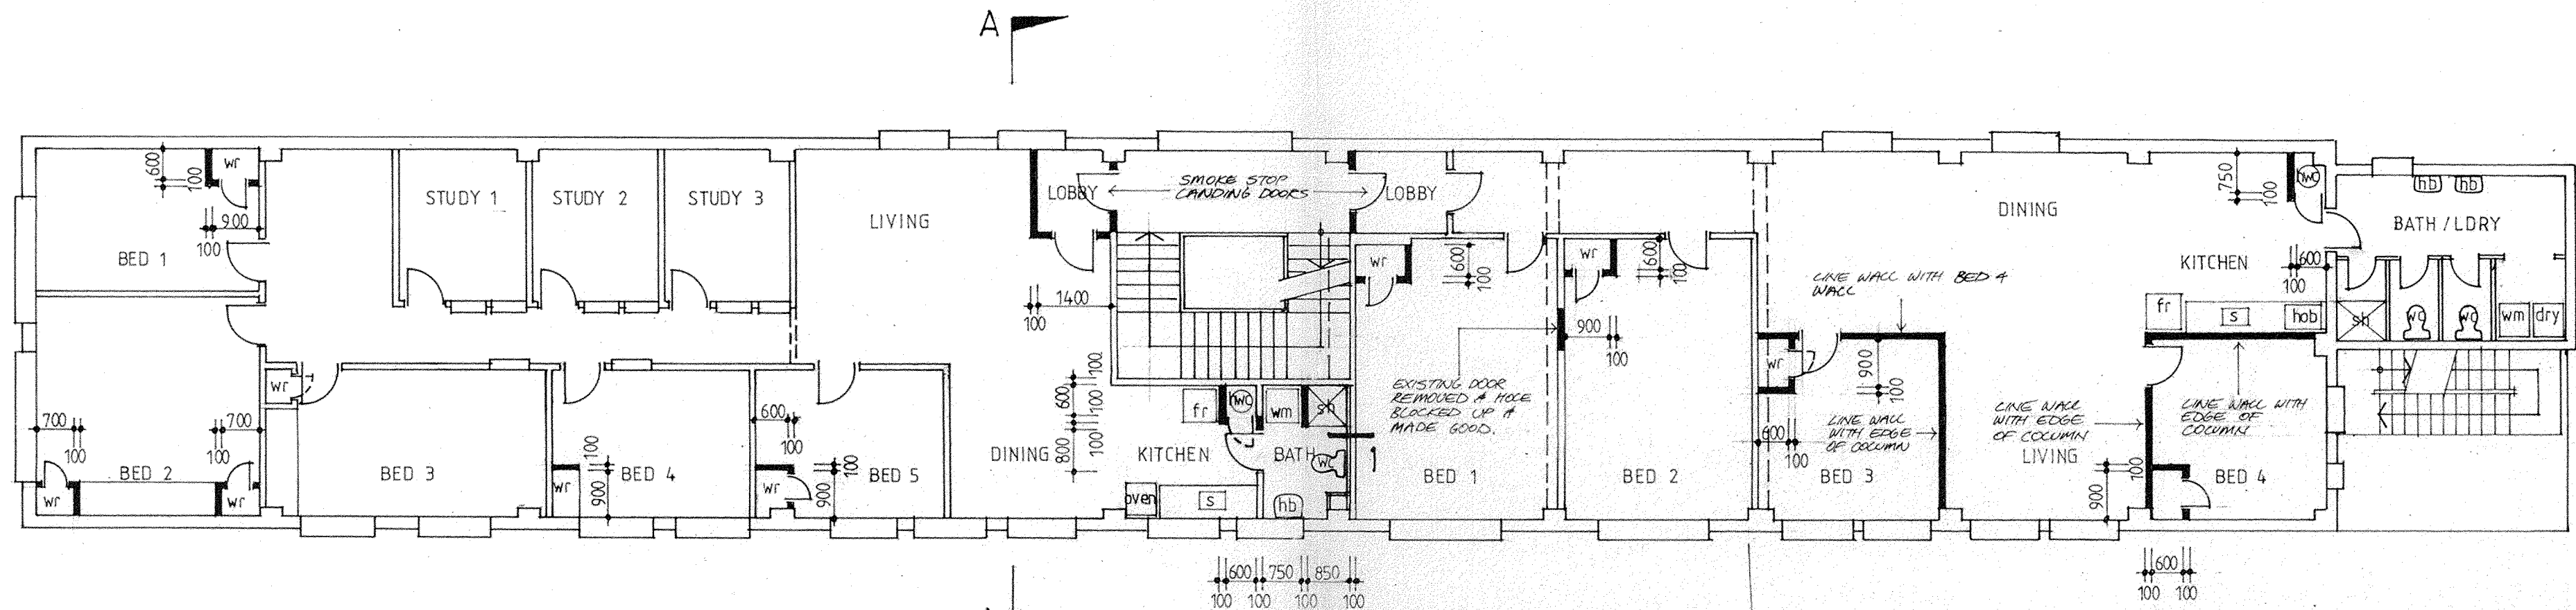 A
600
100
wr
900
100
BED 1
STUDY 1
STUDY 2
STUDY 3
LIVING
LOBBY
SMOKE STOP
LANDING DOORS
LOBBY
wr
600
100
wr
600
100
DINING
750
100
hwc
hb
hb
BATH / LDRY
KITCHEN
600
100
LINE WALL WITH BED 4
WALL
1400
100
900
100
fr
s
hob
sh
wc
wc
wm
dry
wr
700
100
700
100
BED 2
wr
wr
BED 3
100
900
wr
BED 4
600
100
wr
100
900
BED 5
100
600
100
800
100
DINING
fr
hwc
wm
sh
KITCHEN
BATH
wc
oven
s
hb
EXISTING DOOR
REMOVED & HOLE
BLOCKED UP &
MADE GOOD.
BED 1
BED 2
wr
900
100
600
100
LINE WALL
WITH EDGE
OF COLUMN
BED 3
LINE WALL
WITH EDGE
OF COLUMN
LIVING
100
900
LINE WALL WITH
EDGE OF
COLUMN
BED 4
600
750
850
100
100
100
100
600
100
100